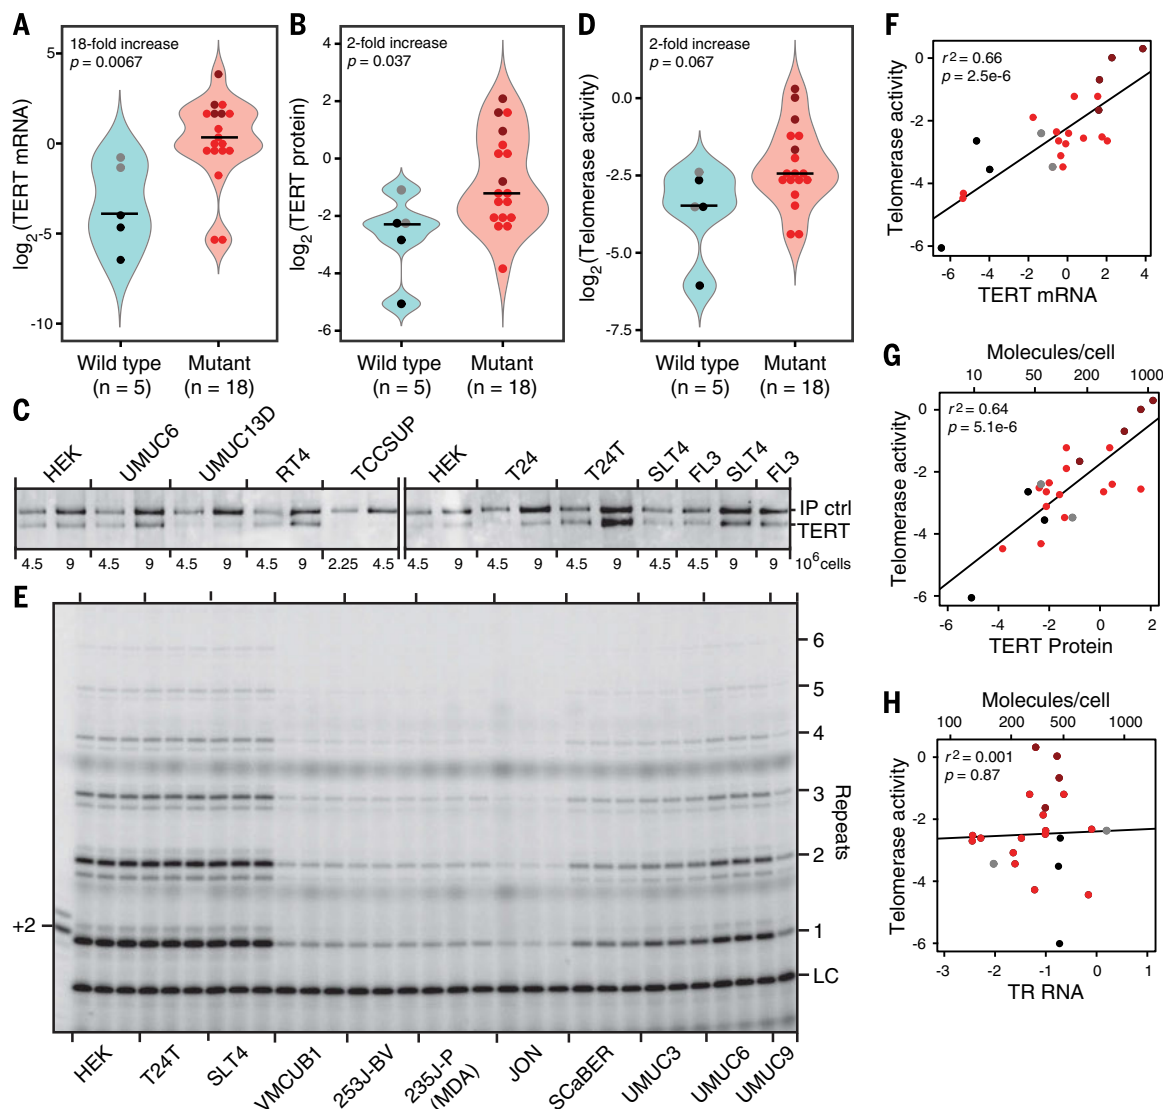 A
18-fold increase
p = 0.0067
log2(TERT mRNA)
5
0
-5
-10
Wild type
(n = 5)
Mutant
(n = 18)
B
2-fold increase
p = 0.037
log2(TERT protein)
4
2
0
-2
-4
-6
Wild type
(n = 5)
Mutant
(n = 18)
D
2-fold increase
p = 0.067
log2(Telomerase activity)
0.0
-2.5
-5.0
-7.5
Wild type
(n = 5)
Mutant
(n = 18)
C
HEK
UMUC6
UMUC13D
RT4
TCCSUP
HEK
T24
T24T
SLT4
FL3
SLT4
FL3
IP ctrl
TERT
4.5 9 4.5 9 4.5 9 4.5 9 2.25 4.5 4.5 9 4.5 9 4.5 9 4.5 4.5 9 9 10^6 cells
E
+2
6
5
4
3
2
1
LC
Repeats
HEK
T24T
SLT4
VMCUB1
253J-BV
235J-P
(MDA)
JON
SCaBER
UMUC3
UMUC6
UMUC9
F
r2 = 0.66
p = 2.5e-6
Telomerase activity
0
-2
-4
-6
-6 -4 -2 0 2 4
TERT mRNA
G
Molecules/cell
10 50 200 1000
r2 = 0.64
p = 5.1e-6
Telomerase activity
0
-2
-4
-6
-6 -4 -2 0 2
TERT Protein
H
Molecules/cell
100 200 500 1000
r2 = 0.001
p = 0.87
Telomerase activity
0
-2
-4
-6
-3 -2 -1 0 1
TR RNA